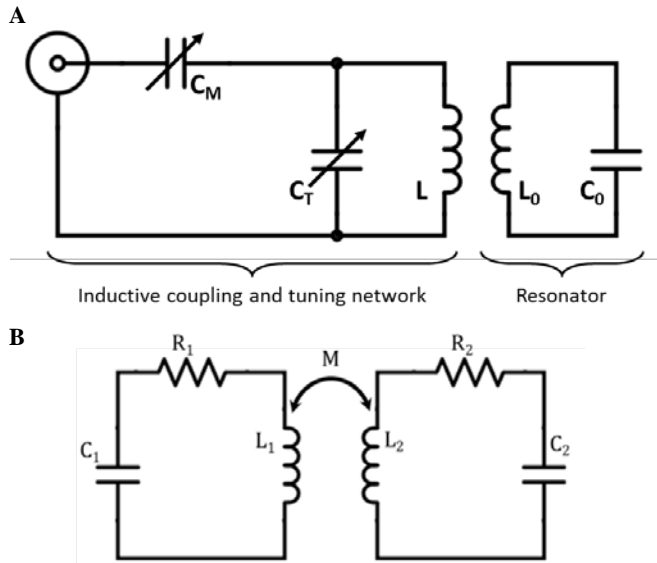 A
C_M
C_T
L
L_0
C_0
Inductive coupling and tuning network
Resonator
B
R_1
M
R_2
C_1
L_1
L_2
C_2